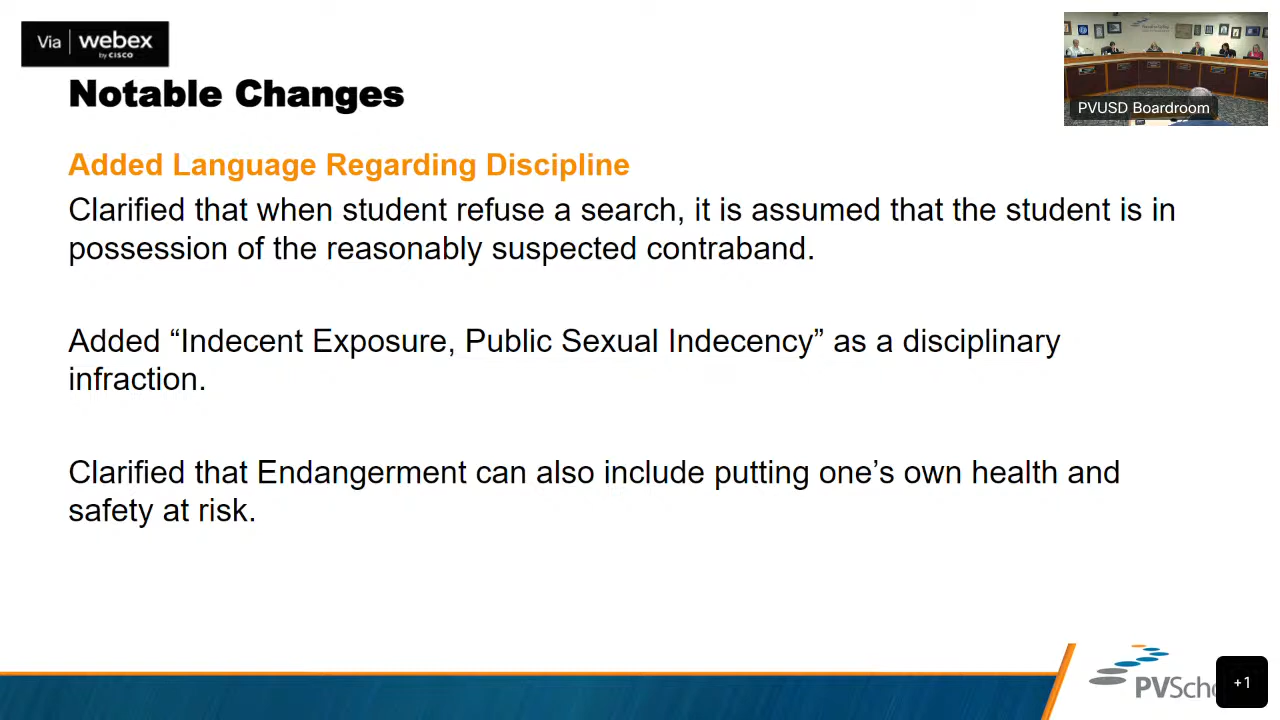 Via webex
by CISCO
Notable Changes
PVUSD Boardroom
Added Language Regarding Discipline
Clarified that when student refuse a search, it is assumed that the student is in
possession of the reasonably suspected contraband.
Added “Indecent Exposure, Public Sexual Indecency” as a disciplinary
infraction.
Clarified that Endangerment can also include putting one’s own health and
safety at risk.
PVScho
+1